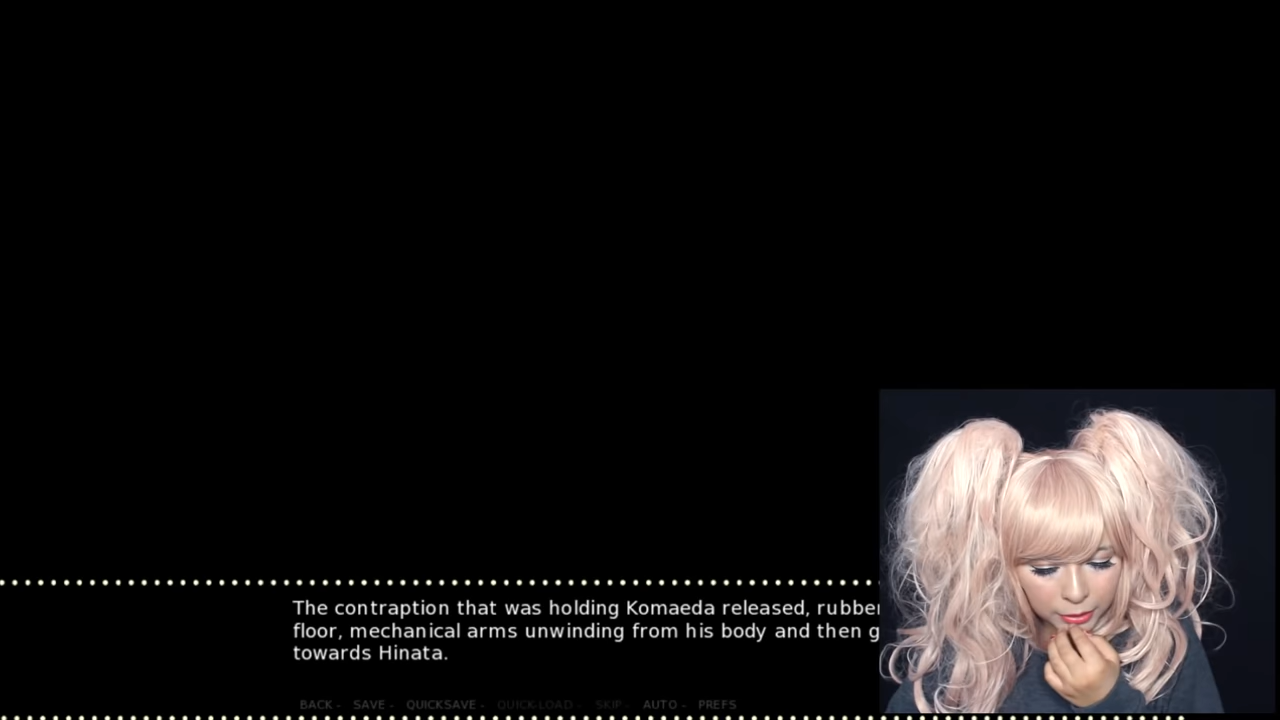 The contraption that was holding Komaeda released, rubber
floor, mechanical arms unwinding from his body and then g
towards Hinata.
BACK - SAVE - QUICKSAVE - QUICK-LOAD - SKIP - AUTO - PREFS